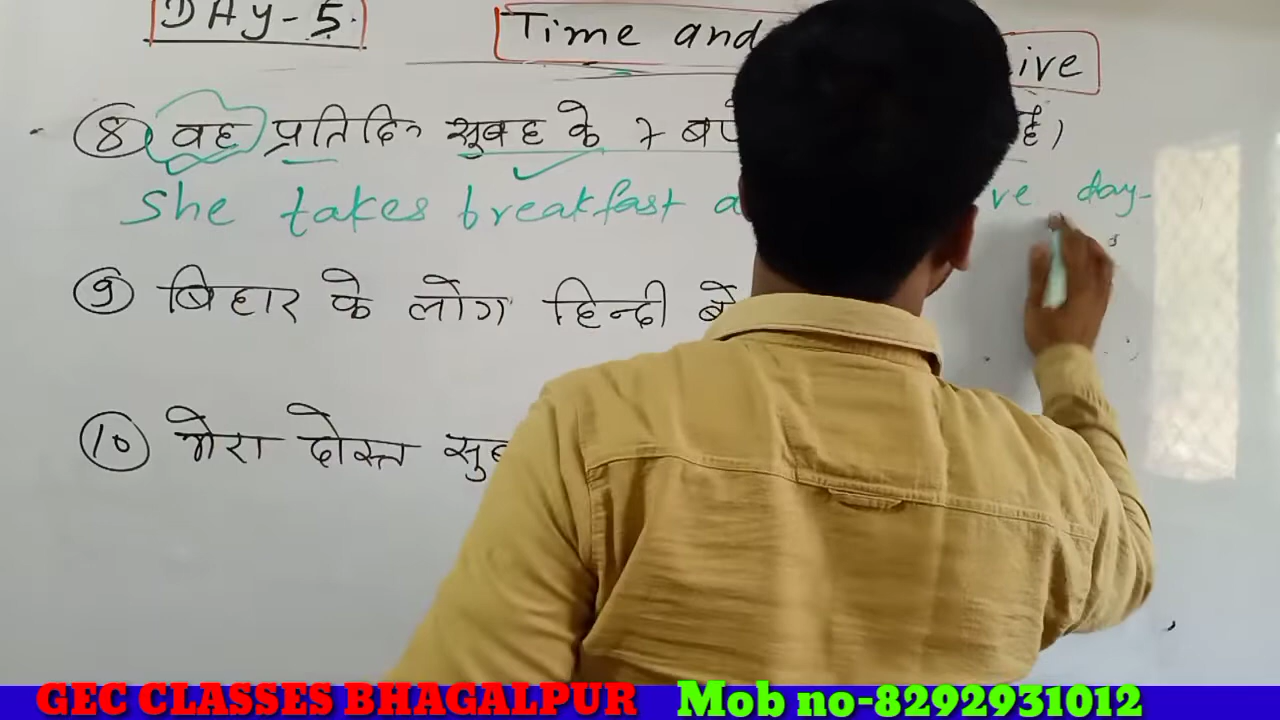 DAY-5.
Time and ive
⑧ वह प्रतिदिन सुबह के 7 बजे है।
She takes breakfast a ve day-
⑨ बिहार के लोग हिन्दी बो
⑩ मेरा दोस्त सुब
GEC CLASSES BHAGALPUR Mob no-8292931012